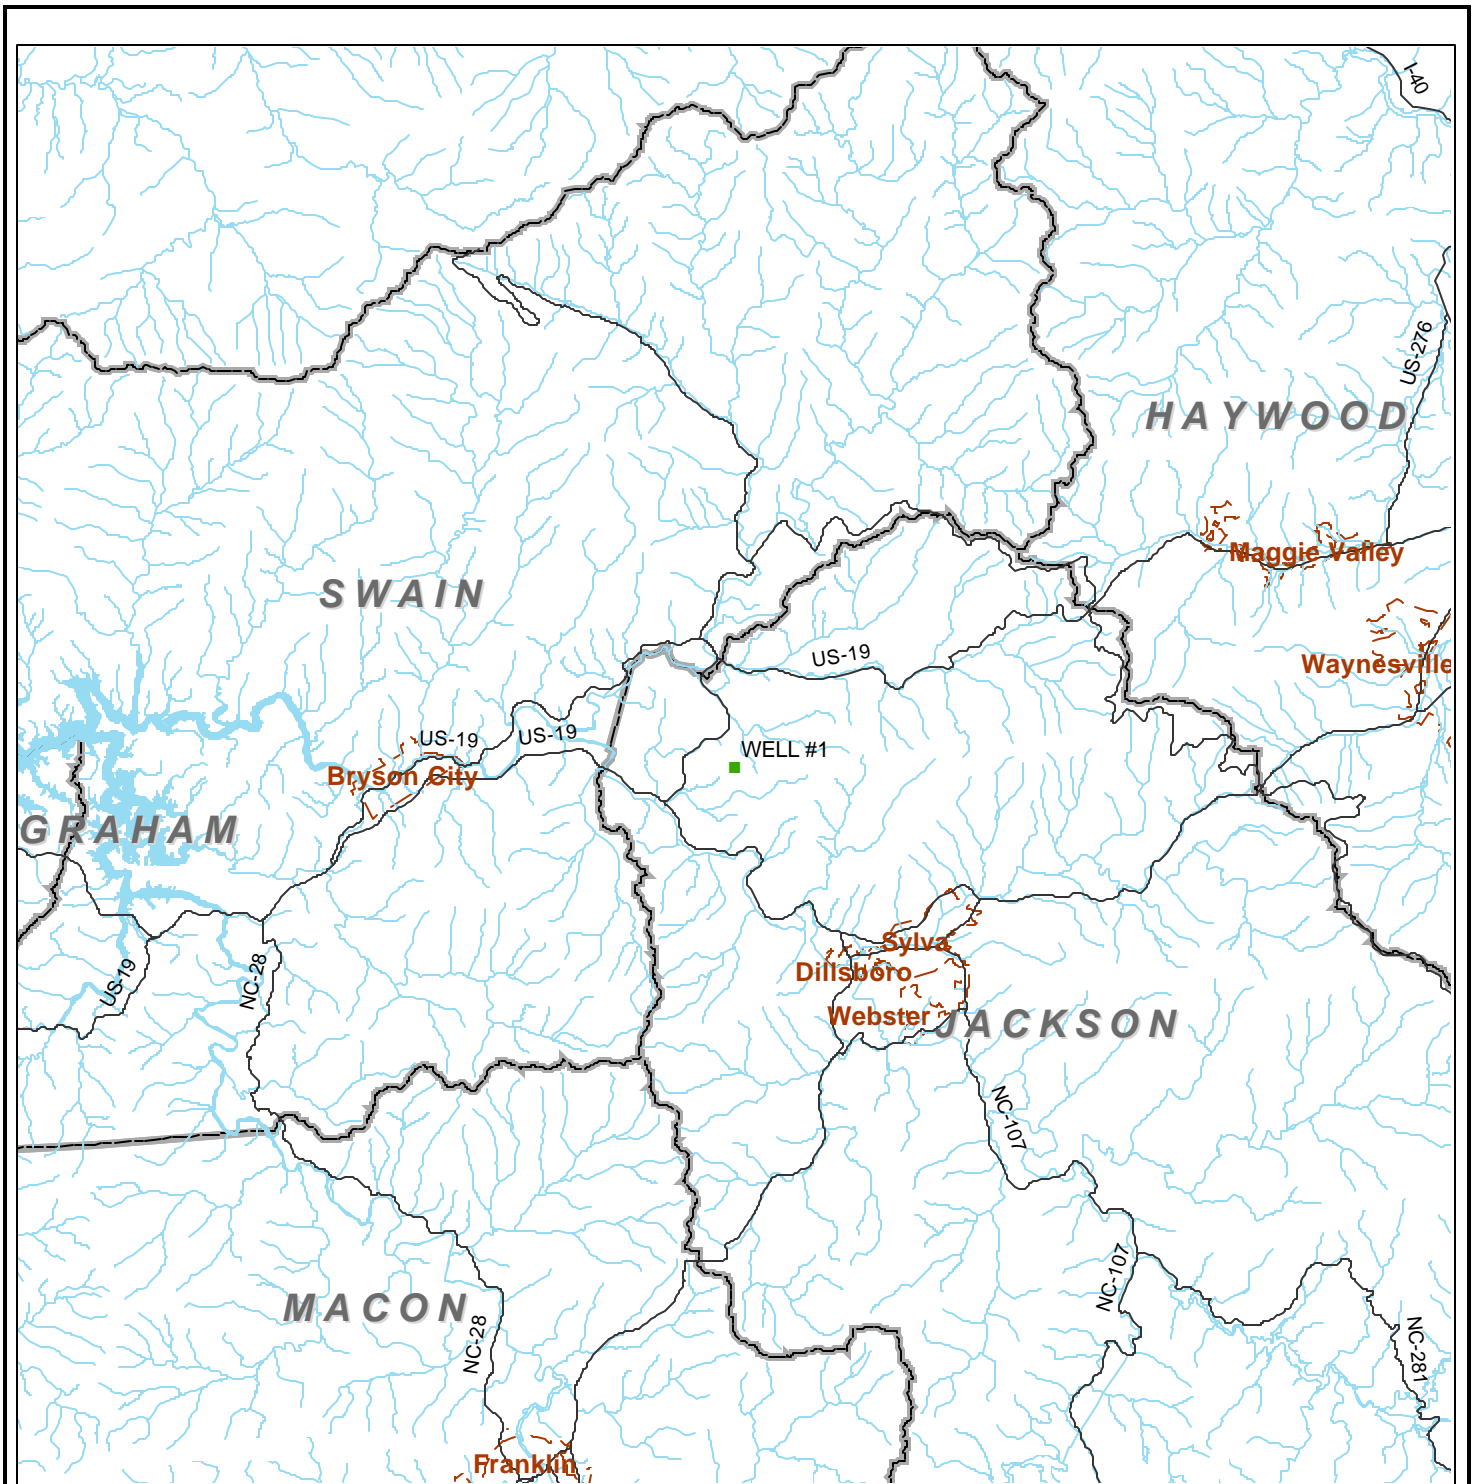 I-40
US-276
HAYWOOD
Maggie Valley
SWAIN
US-19
Waynesville
US-19
US-19
WELL #1
Bryson City
GRAHAM
Sylva
Dillsboro
US-19
NC-28
Webster
JACKSON
NC-107
NC-107
MACON
NC-28
NC-281
Franklin